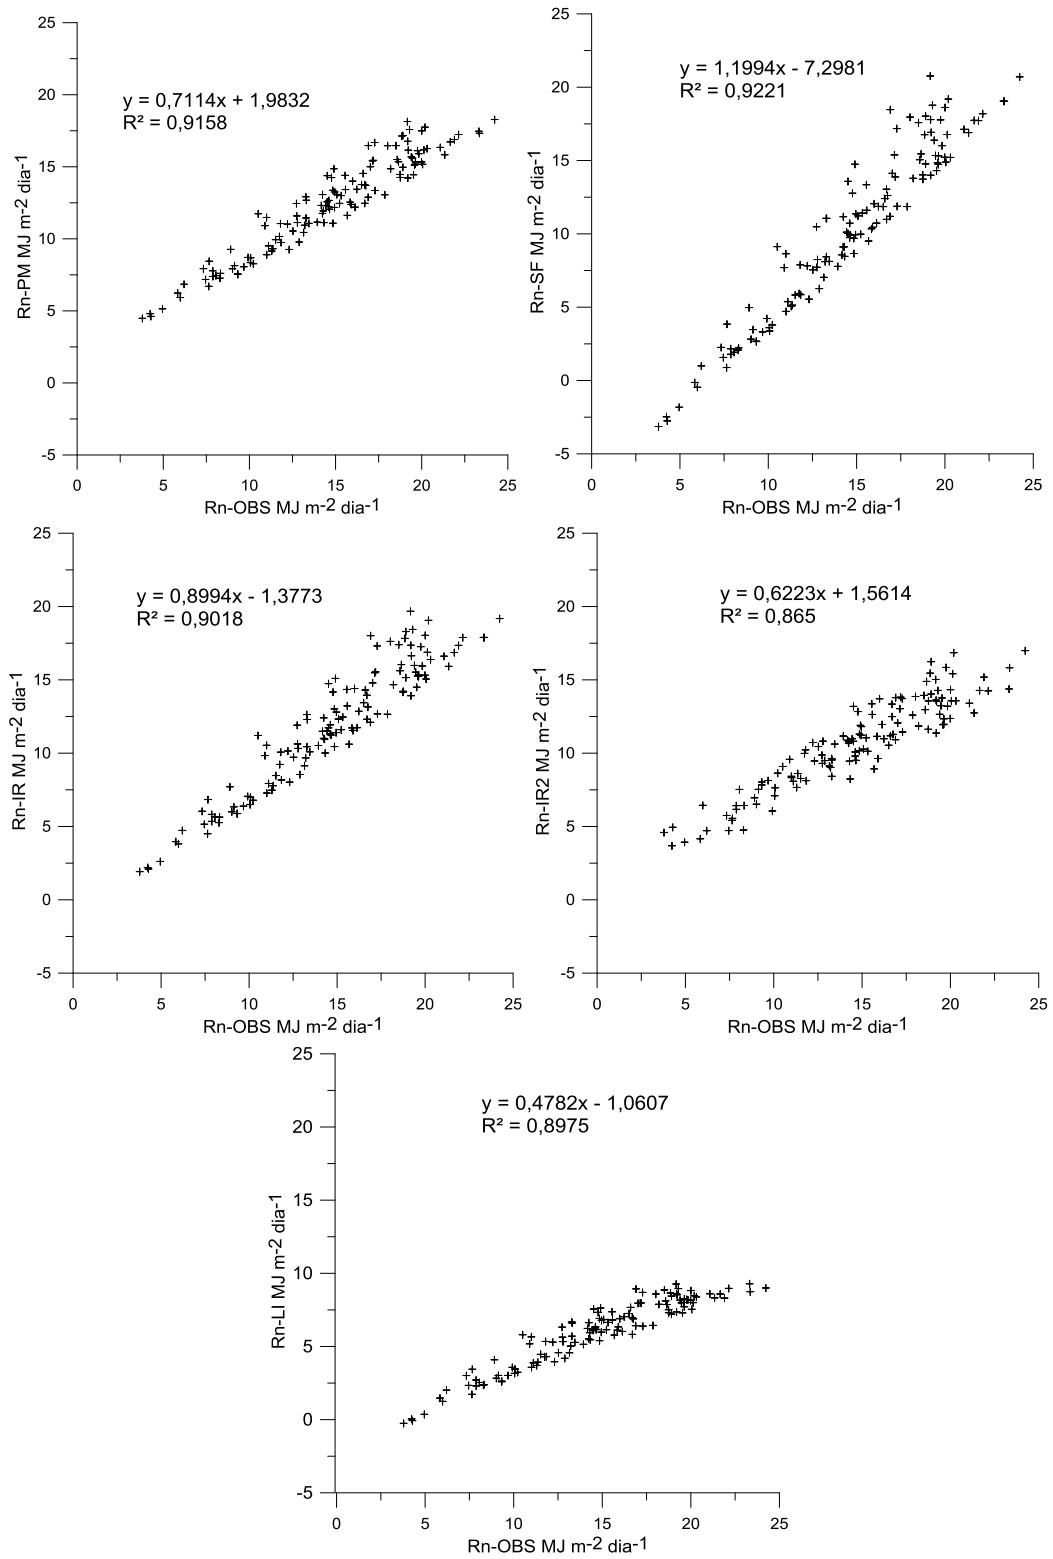 25
20
15
10
5
0
-5
Rn-PM MJ m-2 dia-1
y = 0,7114x + 1,9832
R² = 0,9158
0 5 10 15 20 25
Rn-OBS MJ m-2 dia-1
25
20
15
10
5
0
-5
Rn-SF MJ m-2 dia-1
y = 1,1994x - 7,2981
R² = 0,9221
0 5 10 15 20 25
Rn-OBS MJ m-2 dia-1
25
20
15
10
5
0
-5
Rn-IR MJ m-2 dia-1
y = 0,8994x - 1,3773
R² = 0,9018
0 5 10 15 20 25
Rn-OBS MJ m-2 dia-1
25
20
15
10
5
0
-5
Rn-IR2 MJ m-2 dia-1
y = 0,6223x + 1,5614
R² = 0,865
0 5 10 15 20 25
Rn-OBS MJ m-2 dia-1
25
20
15
10
5
0
-5
Rn-LI MJ m-2 dia-1
y = 0,4782x - 1,0607
R² = 0,8975
0 5 10 15 20 25
Rn-OBS MJ m-2 dia-1